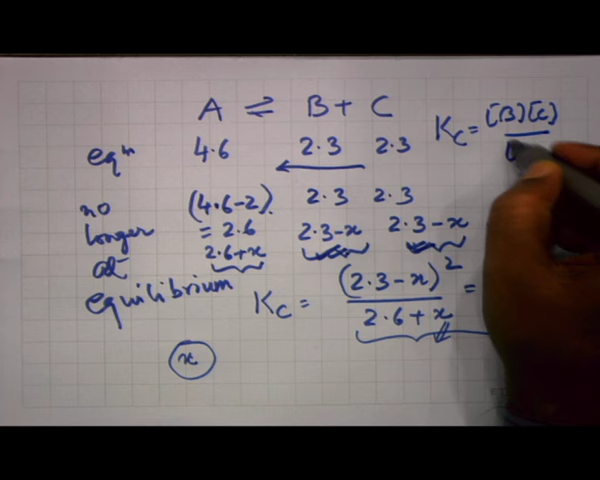 A ⇌ B + C
Kc = [B][C]
eqᵐ 4.6 2.3 2.3
no (4.6-2) 2.3 2.3
longer = 2.6 2.3-x 2.3-x
at 2.6+x
equilibrium Kc = (2.3-x)² / 2.6+x =
x